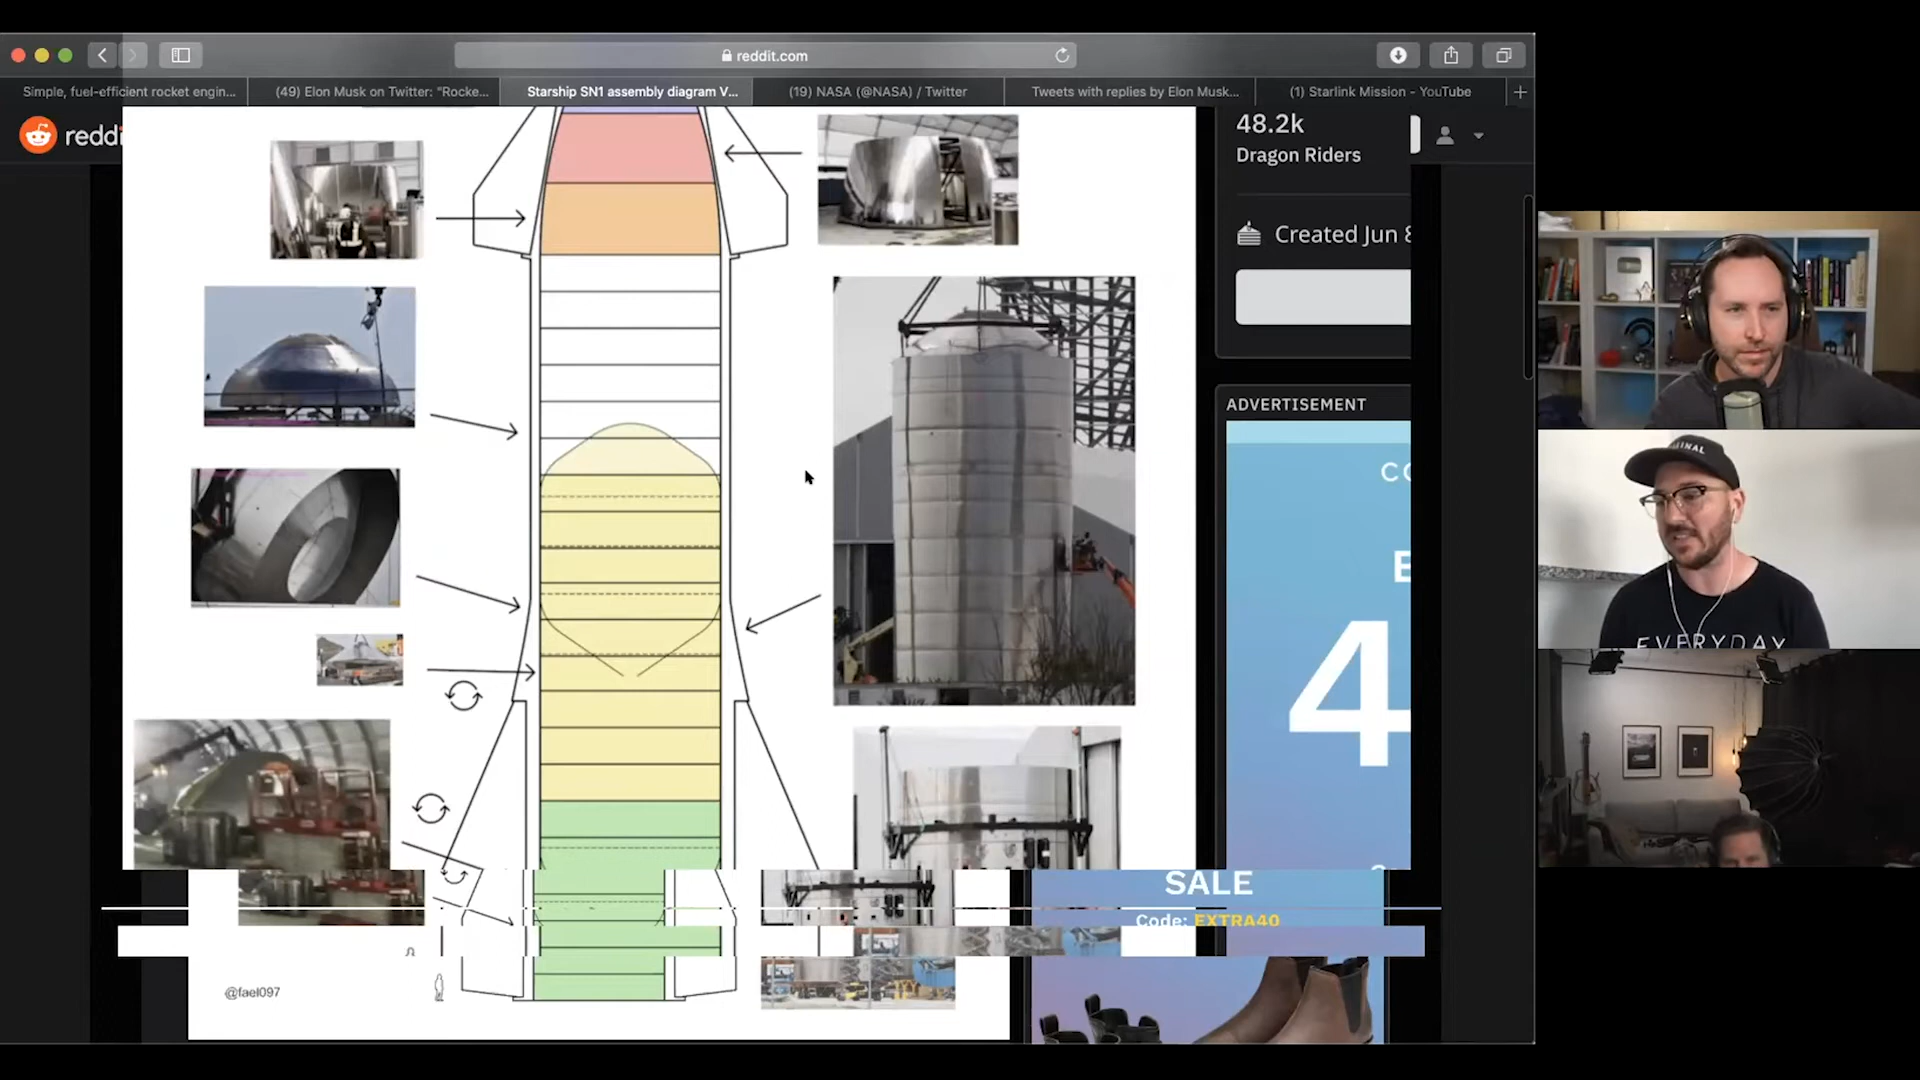 reddit.com
Simple, fuel-efficient rocket engin...
(49) Elon Musk on Twitter: "Rocke...
Starship SN1 assembly diagram V...
(19) NASA (@NASA) / Twitter
Tweets with replies by Elon Musk...
(1) Starlink Mission - YouTube
reddi
48.2k
Dragon Riders
Created Jun 8
ADVERTISEMENT
CO
E
4
SALE
Code: EXTRA40
@fael097
EVERYDAY